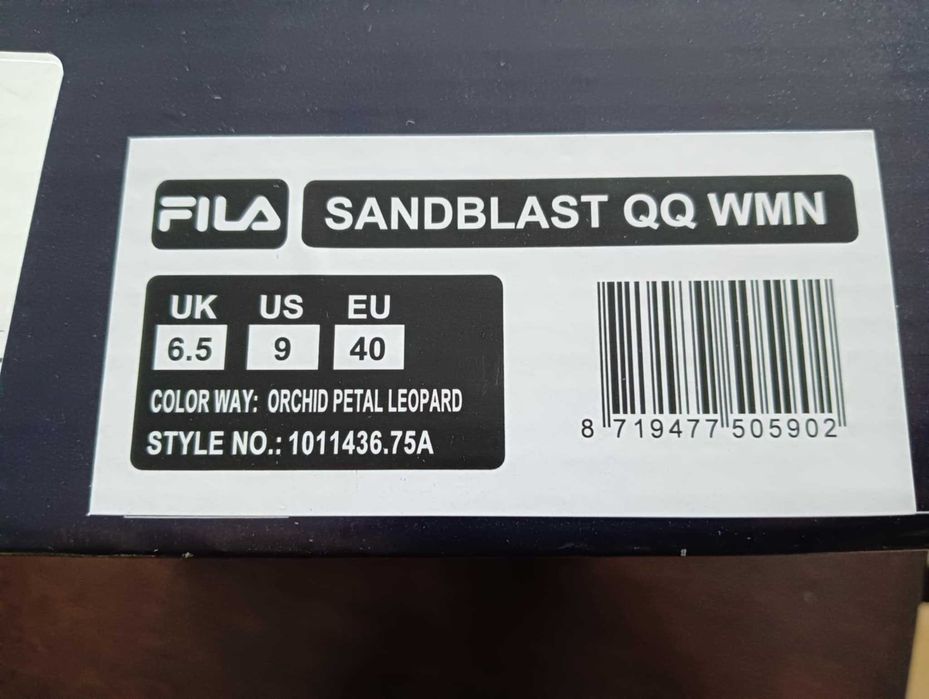 FILA SANDBLAST QQ WMN
UK US EU
6.5 9 40
COLOR WAY: ORCHID PETAL LEOPARD
STYLE NO.: 1011436.75A
8 719477 505902